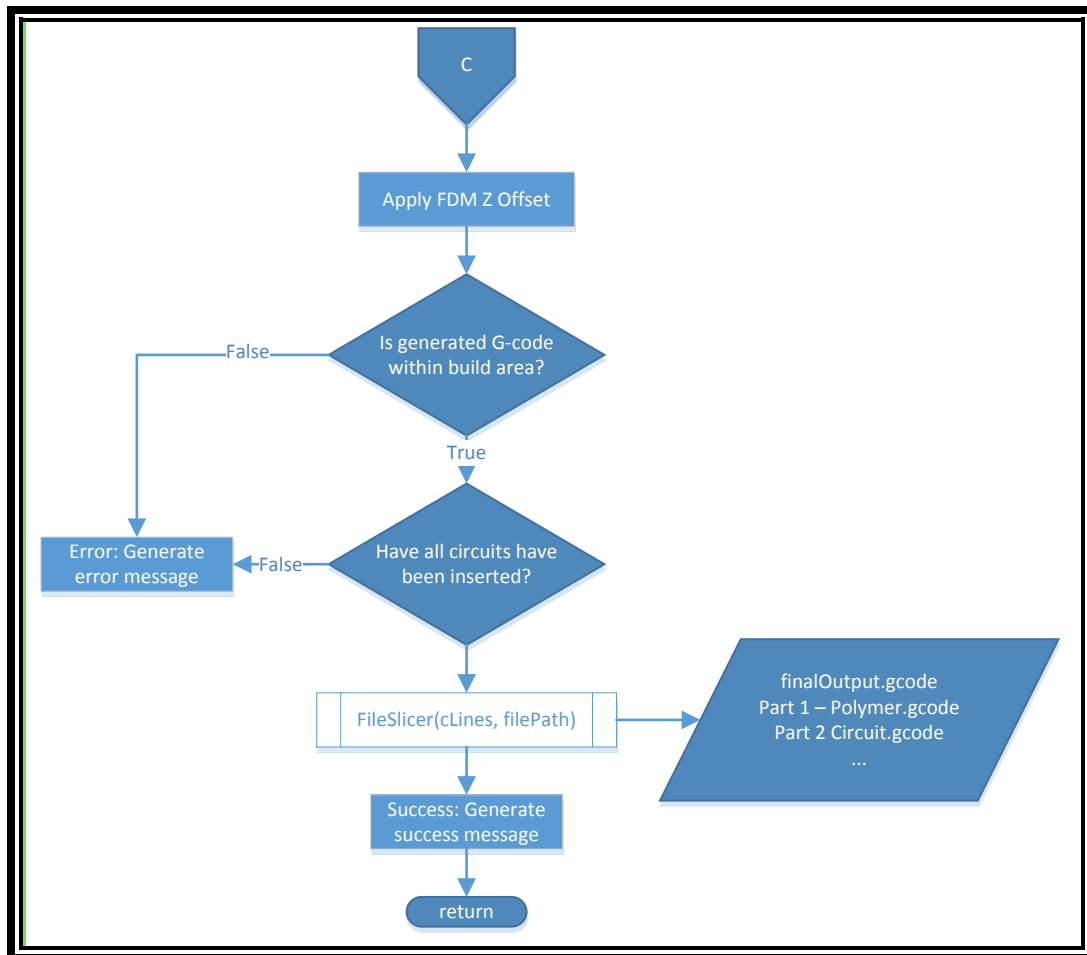 C
Apply FDM Z Offset
Is generated G-code
within build area?
False
True
Have all circuits have
been inserted?
False
Error: Generate
error message
FileSlicer(cLines, filePath)
finalOutput.gcode
Part 1 – Polymer.gcode
Part 2 Circuit.gcode
...
Success: Generate
success message
return